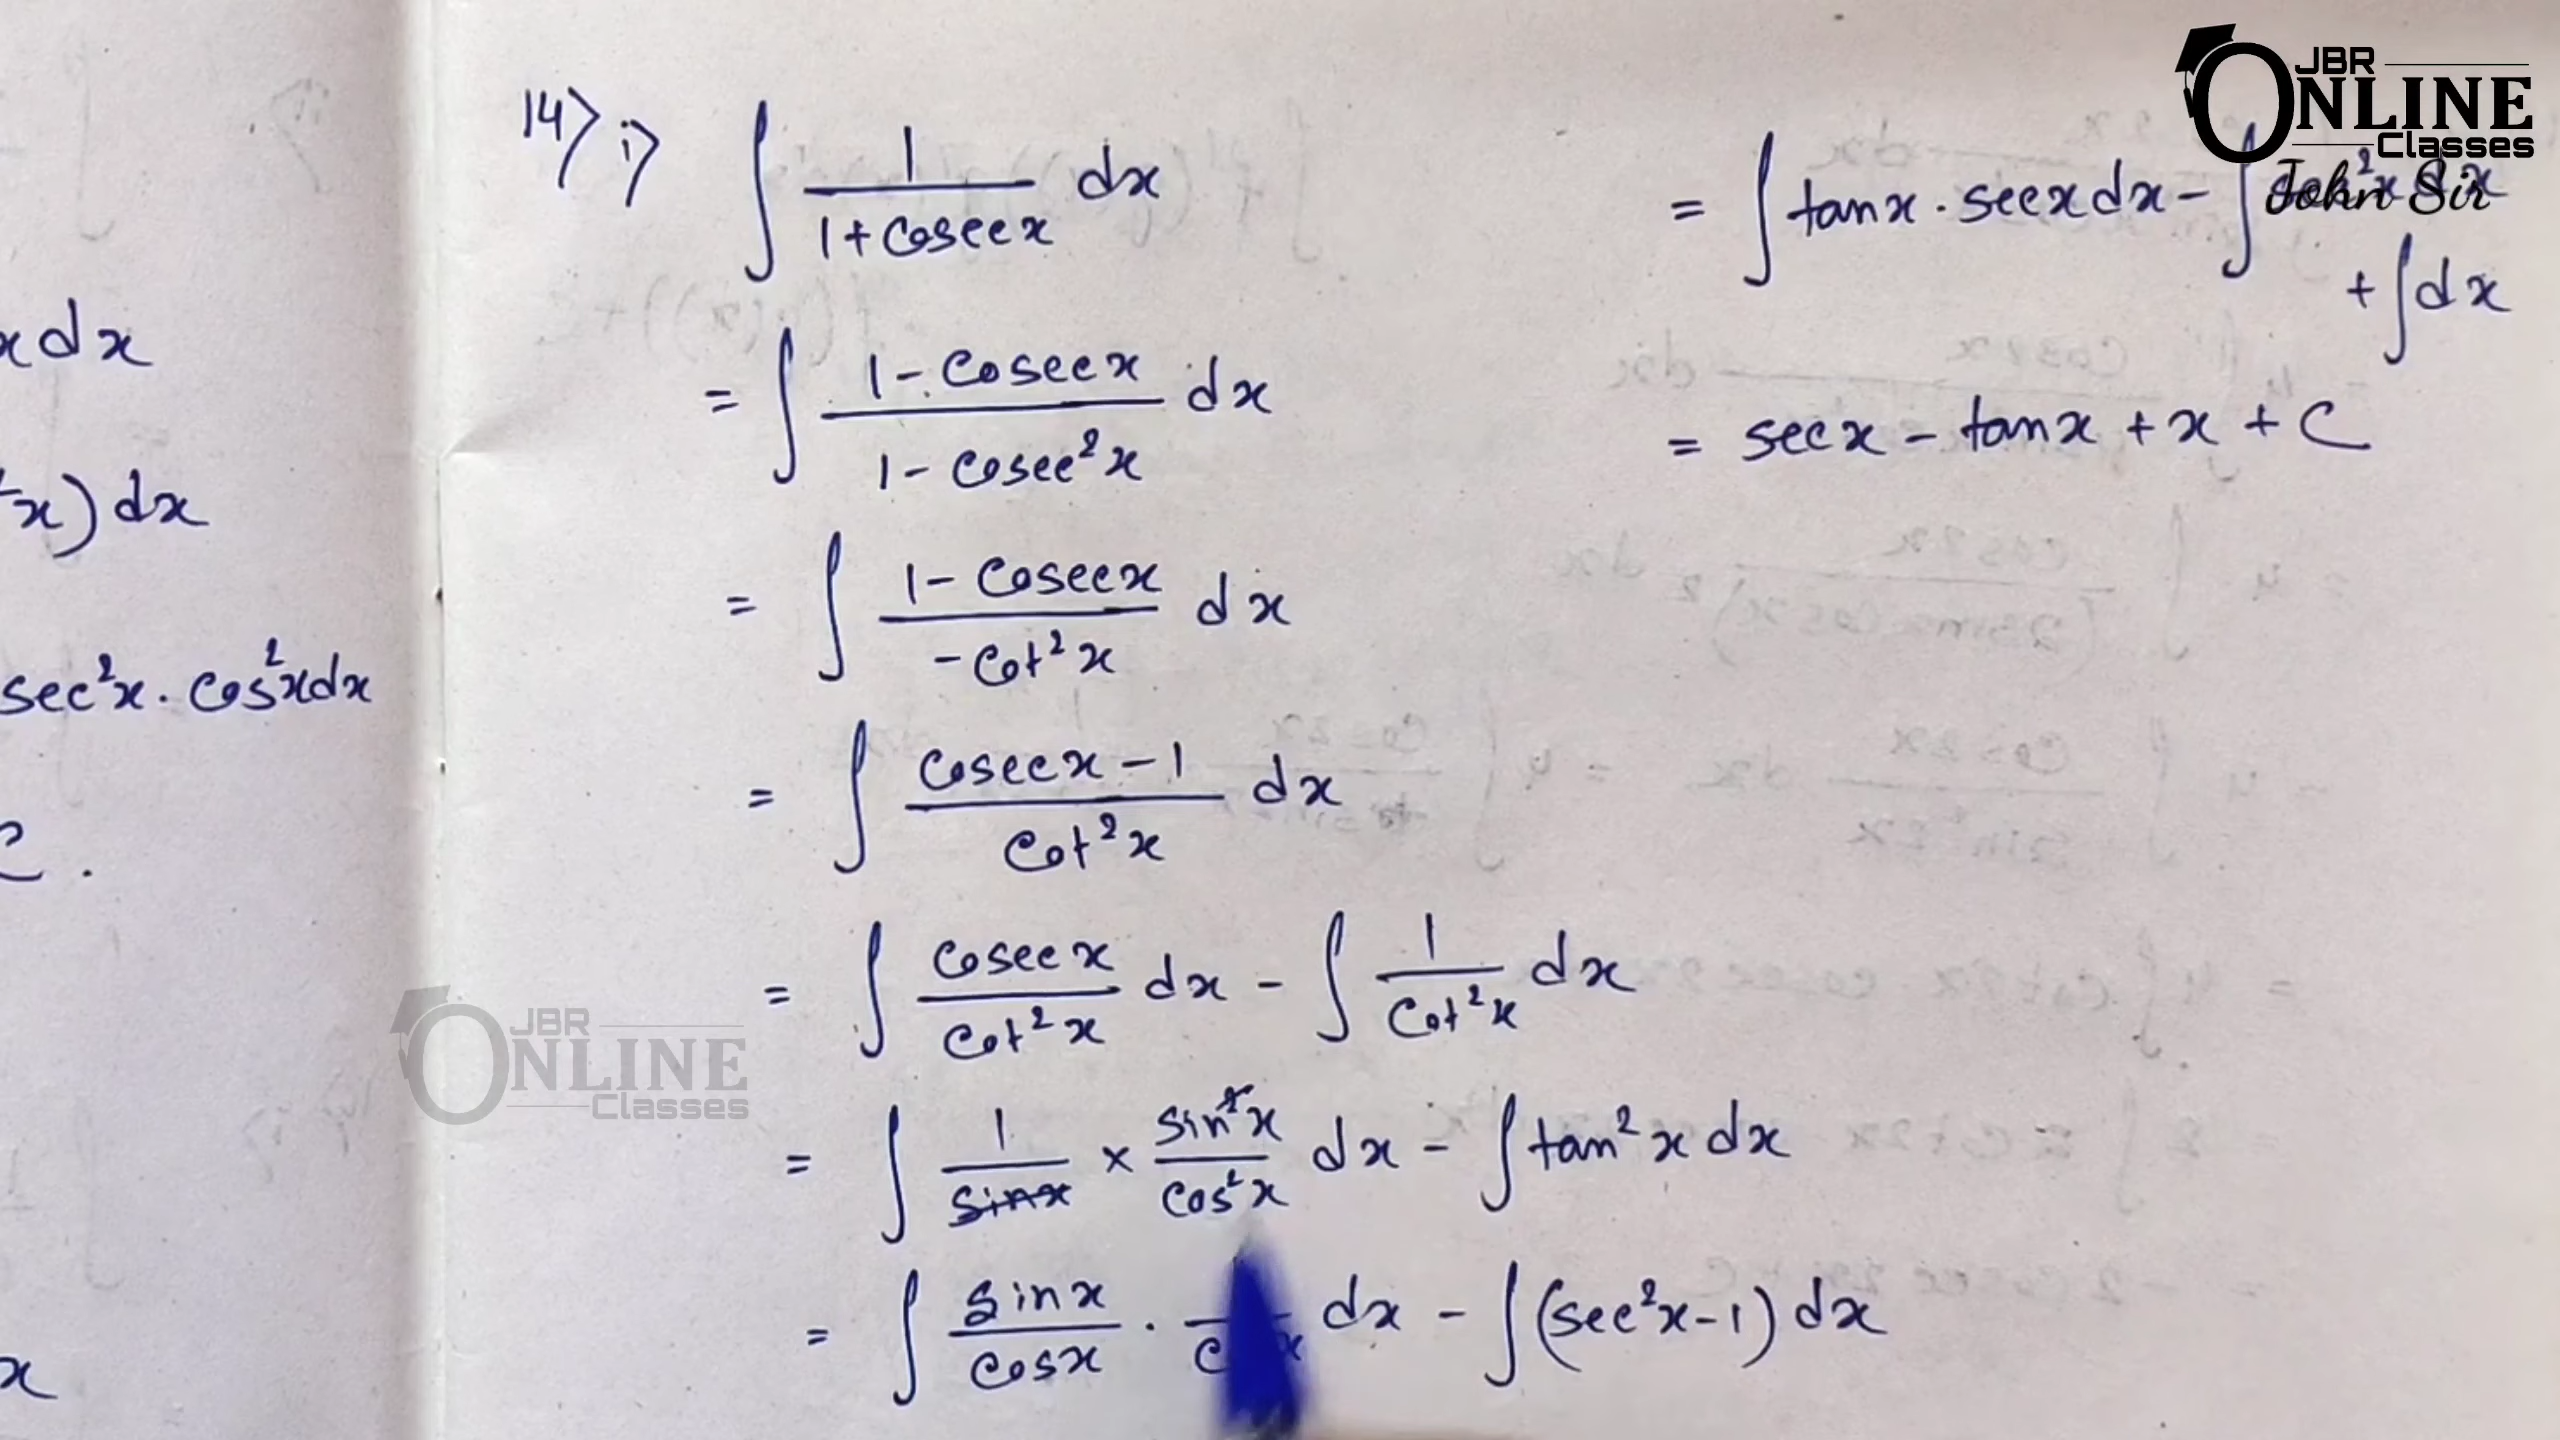 x dx
²x) dx
sec²x . cos²x dx
C .
x
14> i> ∫ 1/(1 + cosecx) dx
= ∫ (1 - cosecx)/(1 - cosec²x) dx
= ∫ (1 - cosecx)/(-cot²x) dx
= ∫ (cosecx - 1)/(cot²x) dx
= ∫ cosecx/cot²x dx - ∫ 1/cot²x dx
= ∫ 1/sinx × sin²x/cos²x dx - ∫ tan²x dx
= ∫ sinx/cosx . dx - ∫ (sec²x - 1) dx
= ∫ tanx . secx dx - ∫
+ ∫ dx
= secx - tanx + x + C
JBR
ONLINE
Classes
John Sir
JBR
ONLINE
Classes